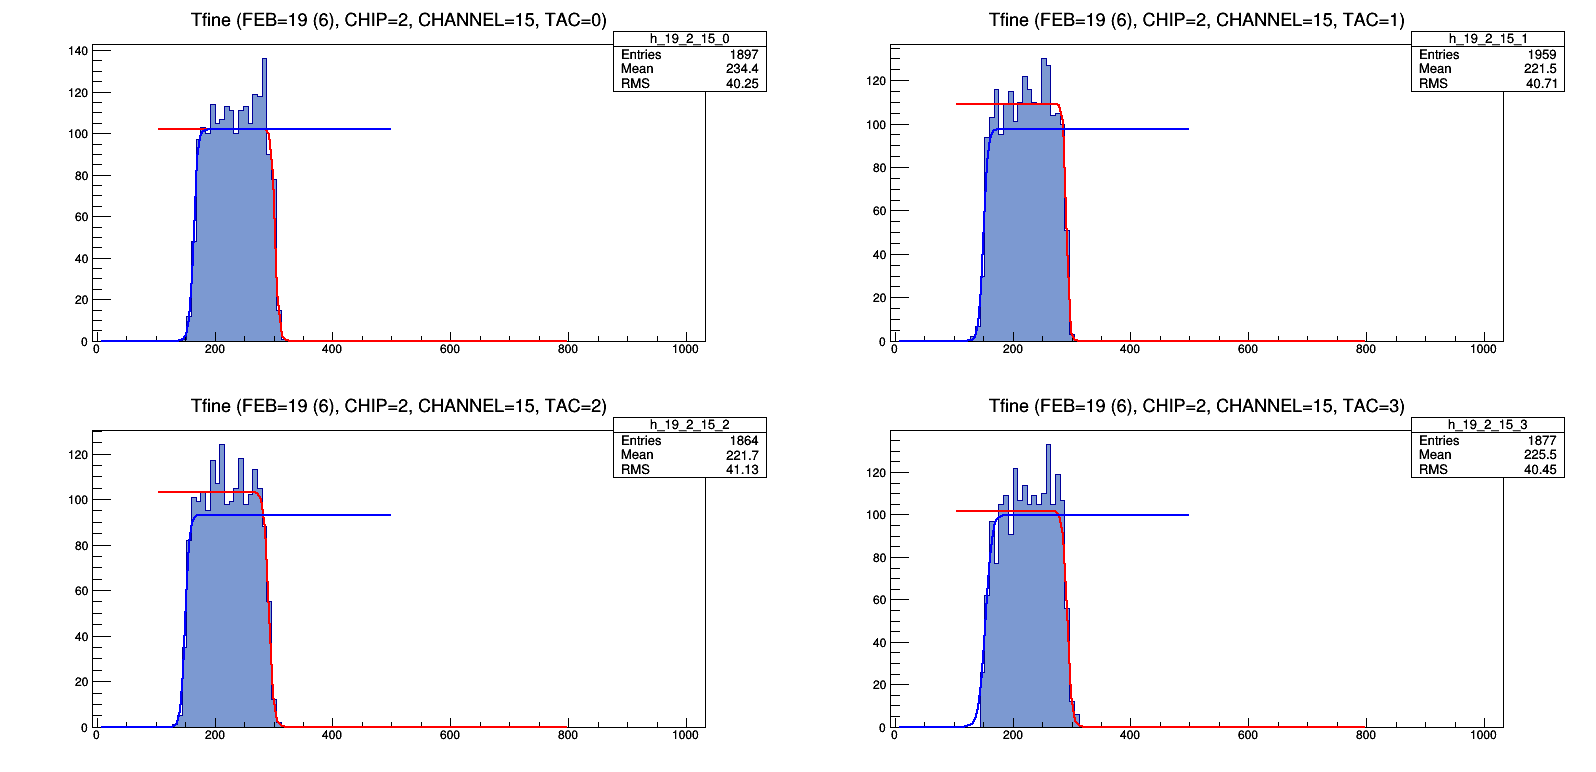 Tfine (FEB=19 (6), CHIP=2, CHANNEL=15, TAC=0)
h_19_2_15_0
Entries 1897
Mean 234.4
RMS 40.25
140
120
100
80
60
40
20
0
0 200 400 600 800 1000
Tfine (FEB=19 (6), CHIP=2, CHANNEL=15, TAC=1)
h_19_2_15_1
Entries 1959
Mean 221.5
RMS 40.71
120
100
80
60
40
20
0
0 200 400 600 800 1000
Tfine (FEB=19 (6), CHIP=2, CHANNEL=15, TAC=2)
h_19_2_15_2
Entries 1864
Mean 221.7
RMS 41.13
120
100
80
60
40
20
0
0 200 400 600 800 1000
Tfine (FEB=19 (6), CHIP=2, CHANNEL=15, TAC=3)
h_19_2_15_3
Entries 1877
Mean 225.5
RMS 40.45
120
100
80
60
40
20
0
0 200 400 600 800 1000